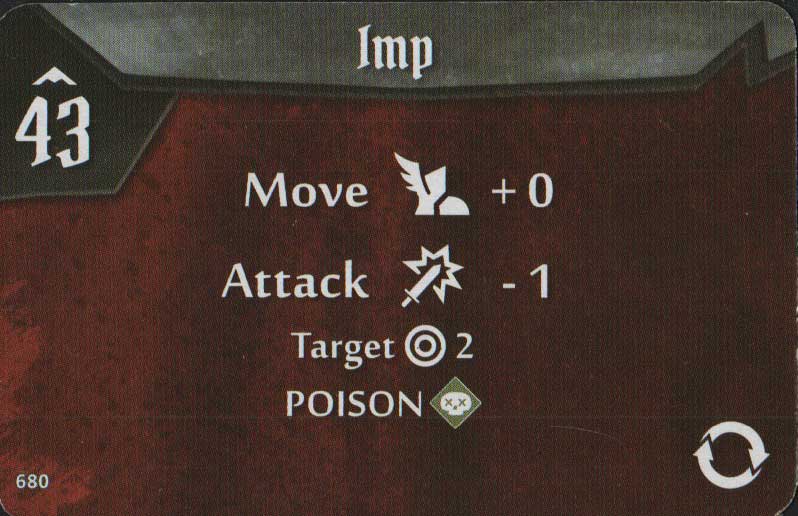 Imp
43
Move + 0
Attack - 1
Target 2
POISON
680